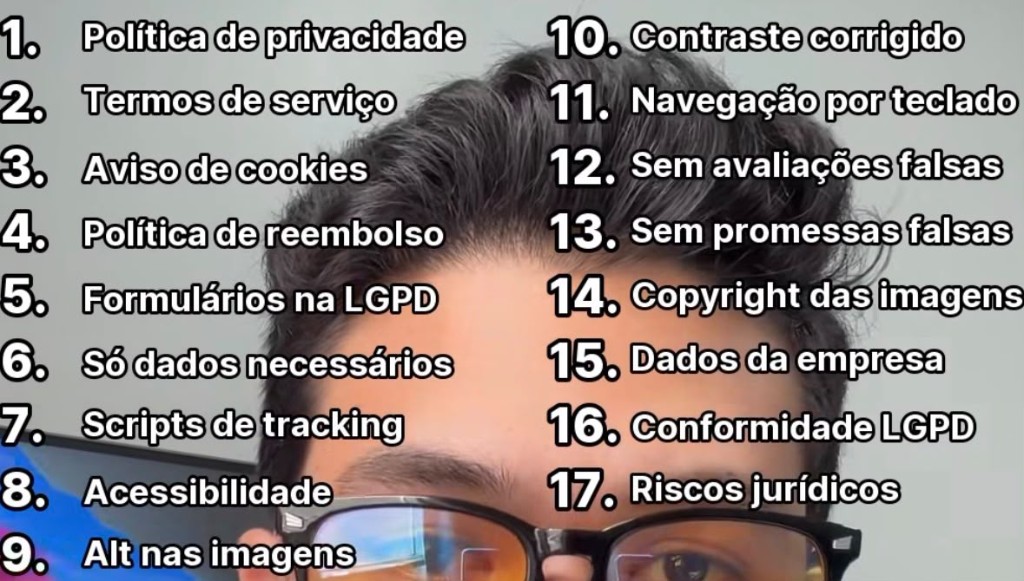 1. Política de privacidade
2. Termos de serviço
3. Aviso de cookies
4. Política de reembolso
5. Formulários na LGPD
6. Só dados necessários
7. Scripts de tracking
8. Acessibilidade
9. Alt nas imagens
10. Contraste corrigido
11. Navegação por teclado
12. Sem avaliações falsas
13. Sem promessas falsas
14. Copyright das imagens
15. Dados da empresa
16. Conformidade LGPD
17. Riscos jurídicos